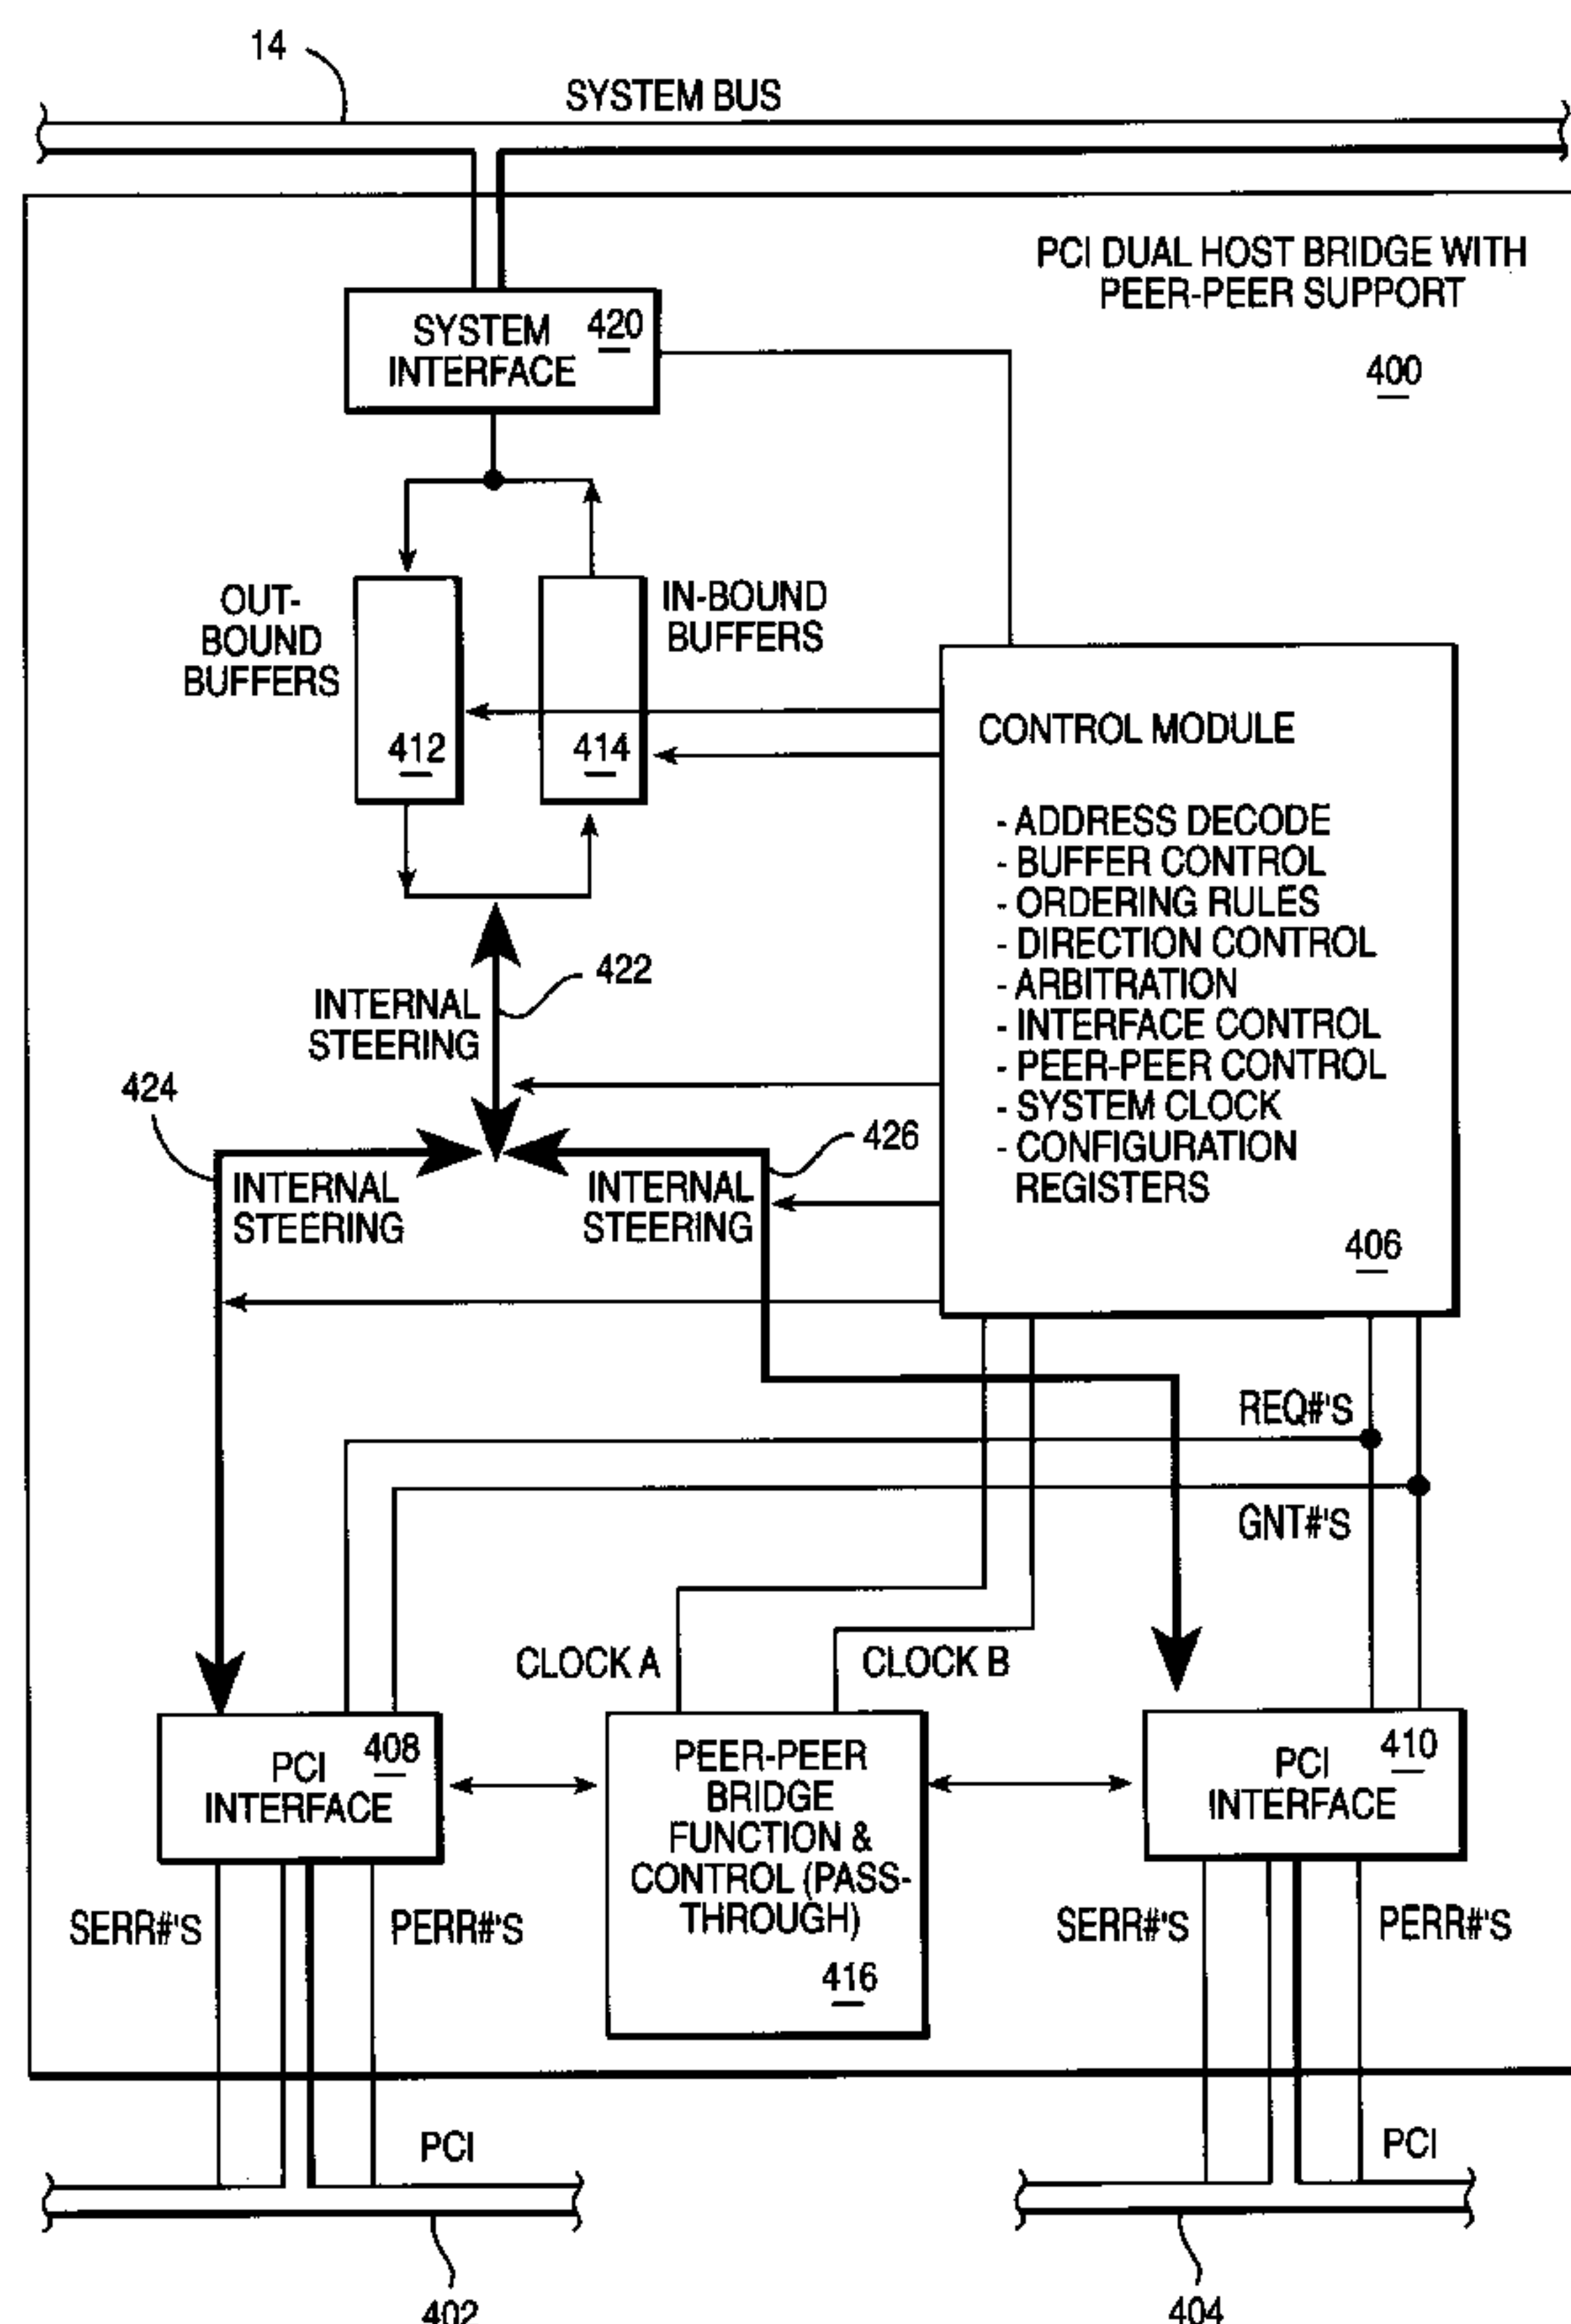 14
SYSTEM BUS
PCI DUAL HOST BRIDGE WITH
PEER-PEER SUPPORT
400
SYSTEM
INTERFACE
420
OUT-
BOUND
BUFFERS
412
IN-BOUND
BUFFERS
414
CONTROL MODULE
- ADDRESS DECODE
- BUFFER CONTROL
- ORDERING RULES
- DIRECTION CONTROL
- ARBITRATION
- INTERFACE CONTROL
- PEER-PEER CONTROL
- SYSTEM CLOCK
- CONFIGURATION
REGISTERS
406
INTERNAL
STEERING
422
424
INTERNAL
STEERING
426
INTERNAL
STEERING
REQ#'S
GNT#'S
CLOCK A
CLOCK B
PCI
INTERFACE
408
PEER-PEER
BRIDGE
FUNCTION &
CONTROL (PASS-
THROUGH)
416
PCI
INTERFACE
410
SERR#'S
PERR#'S
SERR#'S
PERR#'S
PCI
PCI
402
404